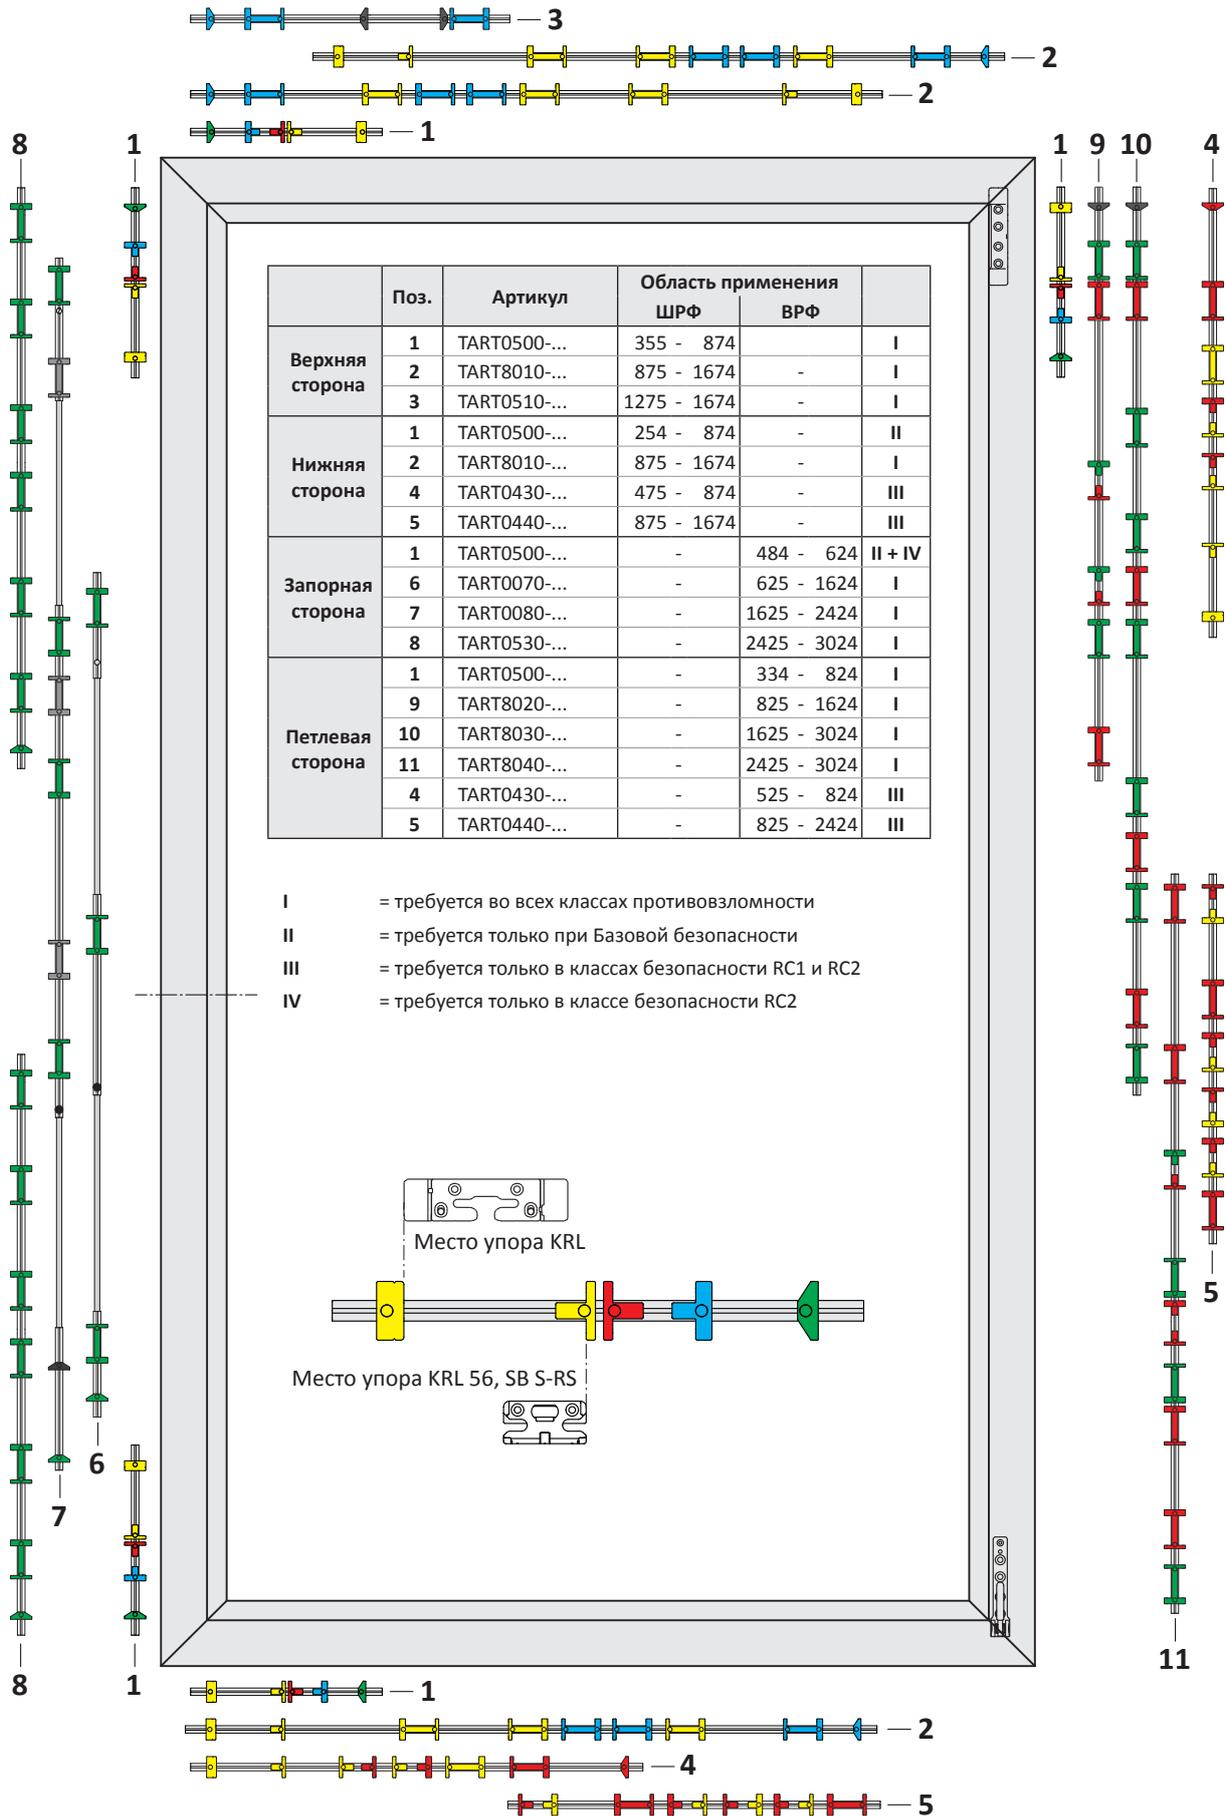 3
2
2
1
8
1
1
9
10
4
Поз. Артикул Область применения
ШРФ ВРФ
Верхняя сторона
1 TART0500-... 355 - 874 I
2 TART8010-... 875 - 1674 - I
3 TART0510-... 1275 - 1674 - I
Нижняя сторона
1 TART0500-... 254 - 874 - II
2 TART8010-... 875 - 1674 - I
4 TART0430-... 475 - 874 - III
5 TART0440-... 875 - 1674 - III
Запорная сторона
1 TART0500-... - 484 - 624 II + IV
6 TART0070-... - 625 - 1624 I
7 TART0080-... - 1625 - 2424 I
8 TART0530-... - 2425 - 3024 I
Петлевая сторона
1 TART0500-... - 334 - 824 I
9 TART8020-... - 825 - 1624 I
10 TART8030-... - 1625 - 3024 I
11 TART8040-... - 2425 - 3024 I
4 TART0430-... - 525 - 824 III
5 TART0440-... - 825 - 2424 III
I = требуется во всех классах противовзломности
II = требуется только при Базовой безопасности
III = требуется только в классах безопасности RC1 и RC2
IV = требуется только в классе безопасности RC2
Место упора KRL
5
Место упора KRL 56, SB S-RS
6
7
11
8
1
1
2
4
5